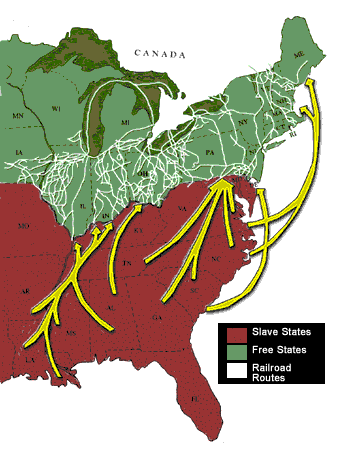 CANADA
ME
MN
WI
MI
NY
NH
MA
RI
IA
PA
OH
IL
IN
MO
KY
VA
TN
NC
AR
SC
MS
AL
GA
LA
FL
Slave States
Free States
Railroad
Routes